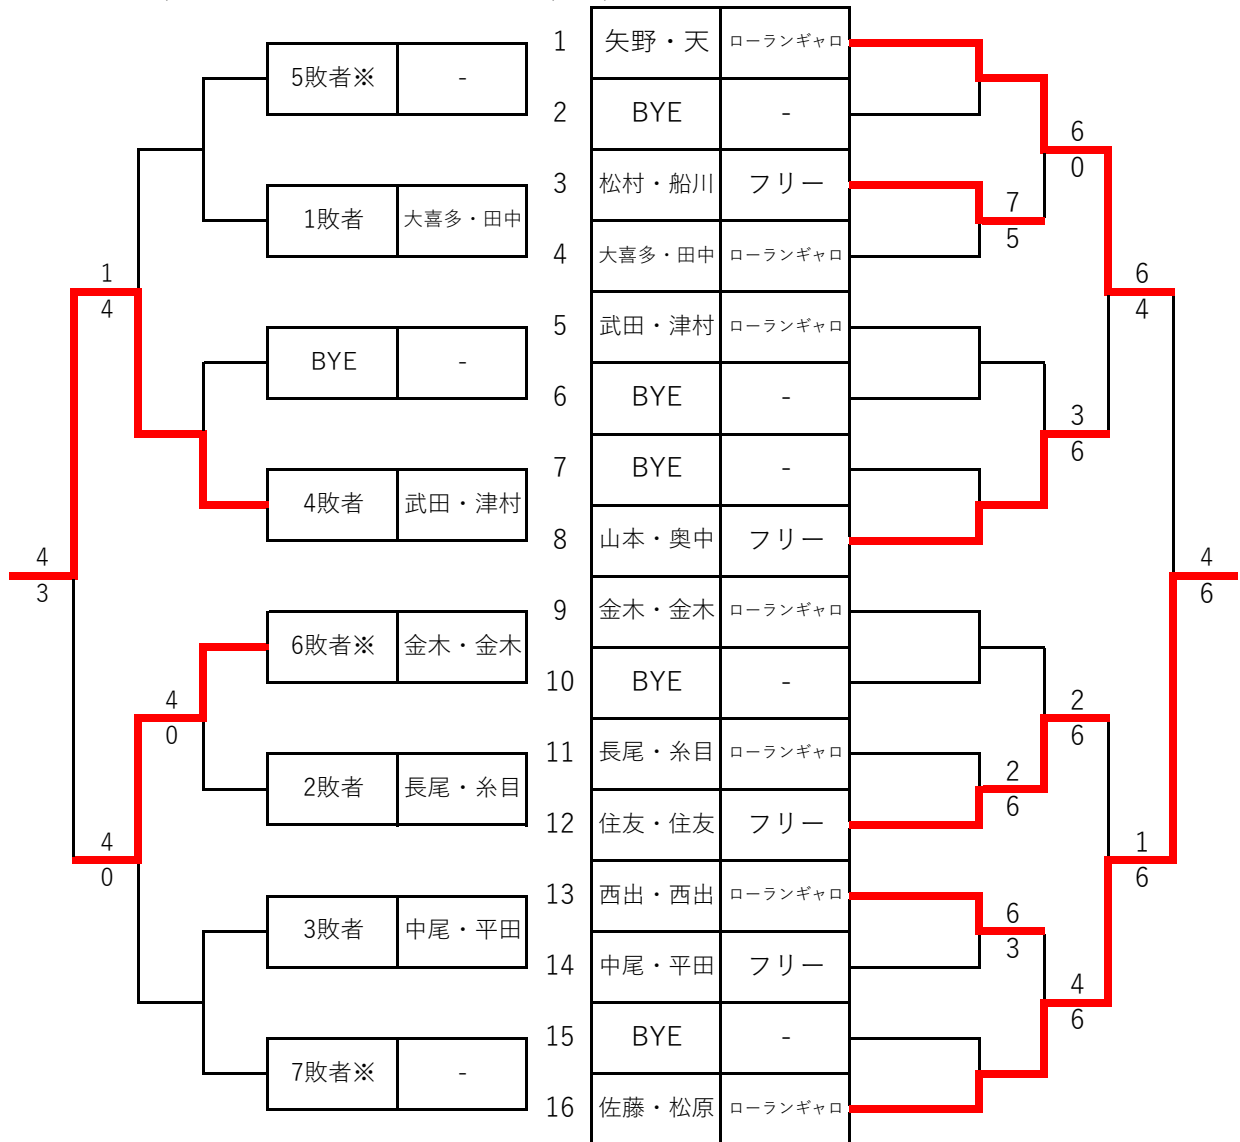 1 矢野・天 ローランギャロ
5敗者※ -
2 BYE -
6
0
3 松村・船川 フリー
1敗者 大喜多・田中
7
5
4 大喜多・田中 ローランギャロ
1
4
6
4
5 武田・津村 ローランギャロ
BYE -
6 BYE -
3
6
7 BYE -
4敗者 武田・津村
8 山本・奥中 フリー
4
3
4
6
9 金木・金木 ローランギャロ
6敗者※ 金木・金木
10 BYE -
4
0
2
6
11 長尾・糸目 ローランギャロ
2敗者 長尾・糸目
2
6
12 住友・住友 フリー
4
0
1
6
13 西出・西出 ローランギャロ
3敗者 中尾・平田
6
3
14 中尾・平田 フリー
4
6
15 BYE -
7敗者※ -
16 佐藤・松原 ローランギャロ